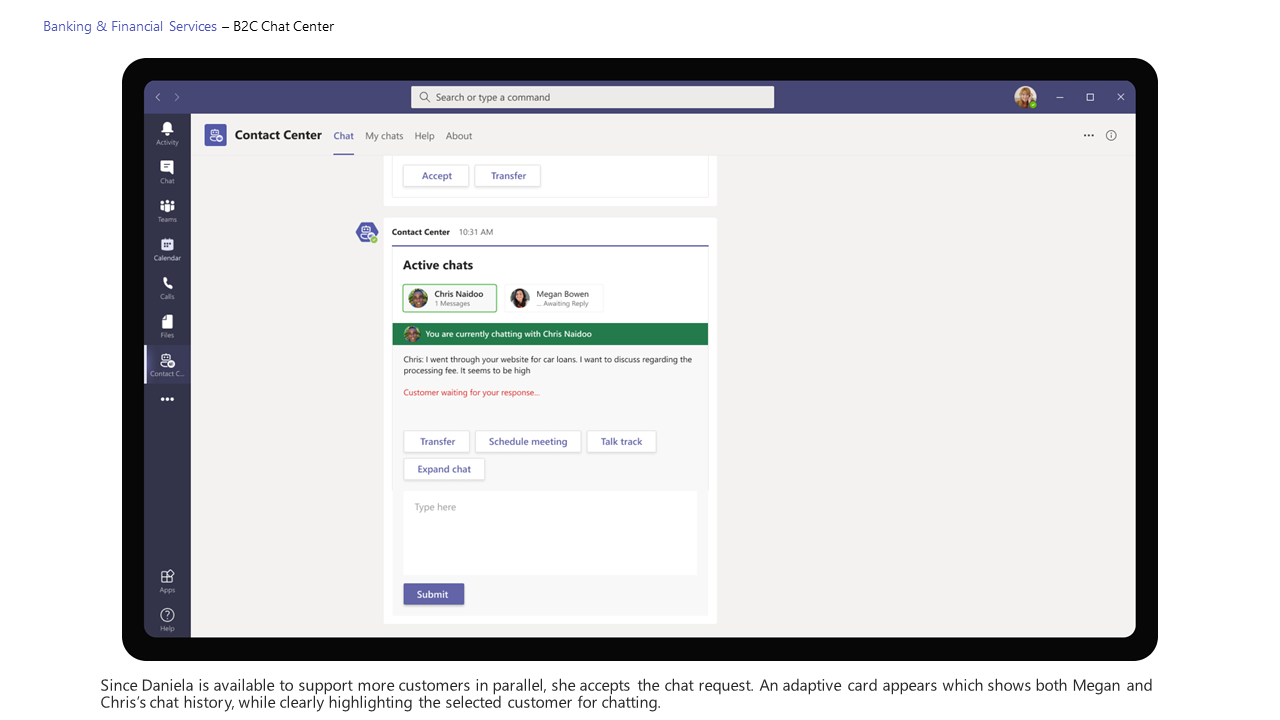 Banking & Financial Services – B2C Chat Center
Search or type a command
Activity
Chat
Teams
Calendar
Calls
Files
Contact C...
Apps
Help
Contact Center Chat My chats Help About
Accept Transfer
Contact Center 10:31 AM
Active chats
Chris Naidoo
1 Messages
Megan Bowen
... Awaiting Reply
You are currently chatting with Chris Naidoo
Chris: I went through your website for car loans. I want to discuss regarding the
processing fee. It seems to be high
Customer waiting for your response...
Transfer Schedule meeting Talk track
Expand chat
Type here
Submit
Since Daniela is available to support more customers in parallel, she accepts the chat request. An adaptive card appears which shows both Megan and
Chris’s chat history, while clearly highlighting the selected customer for chatting.